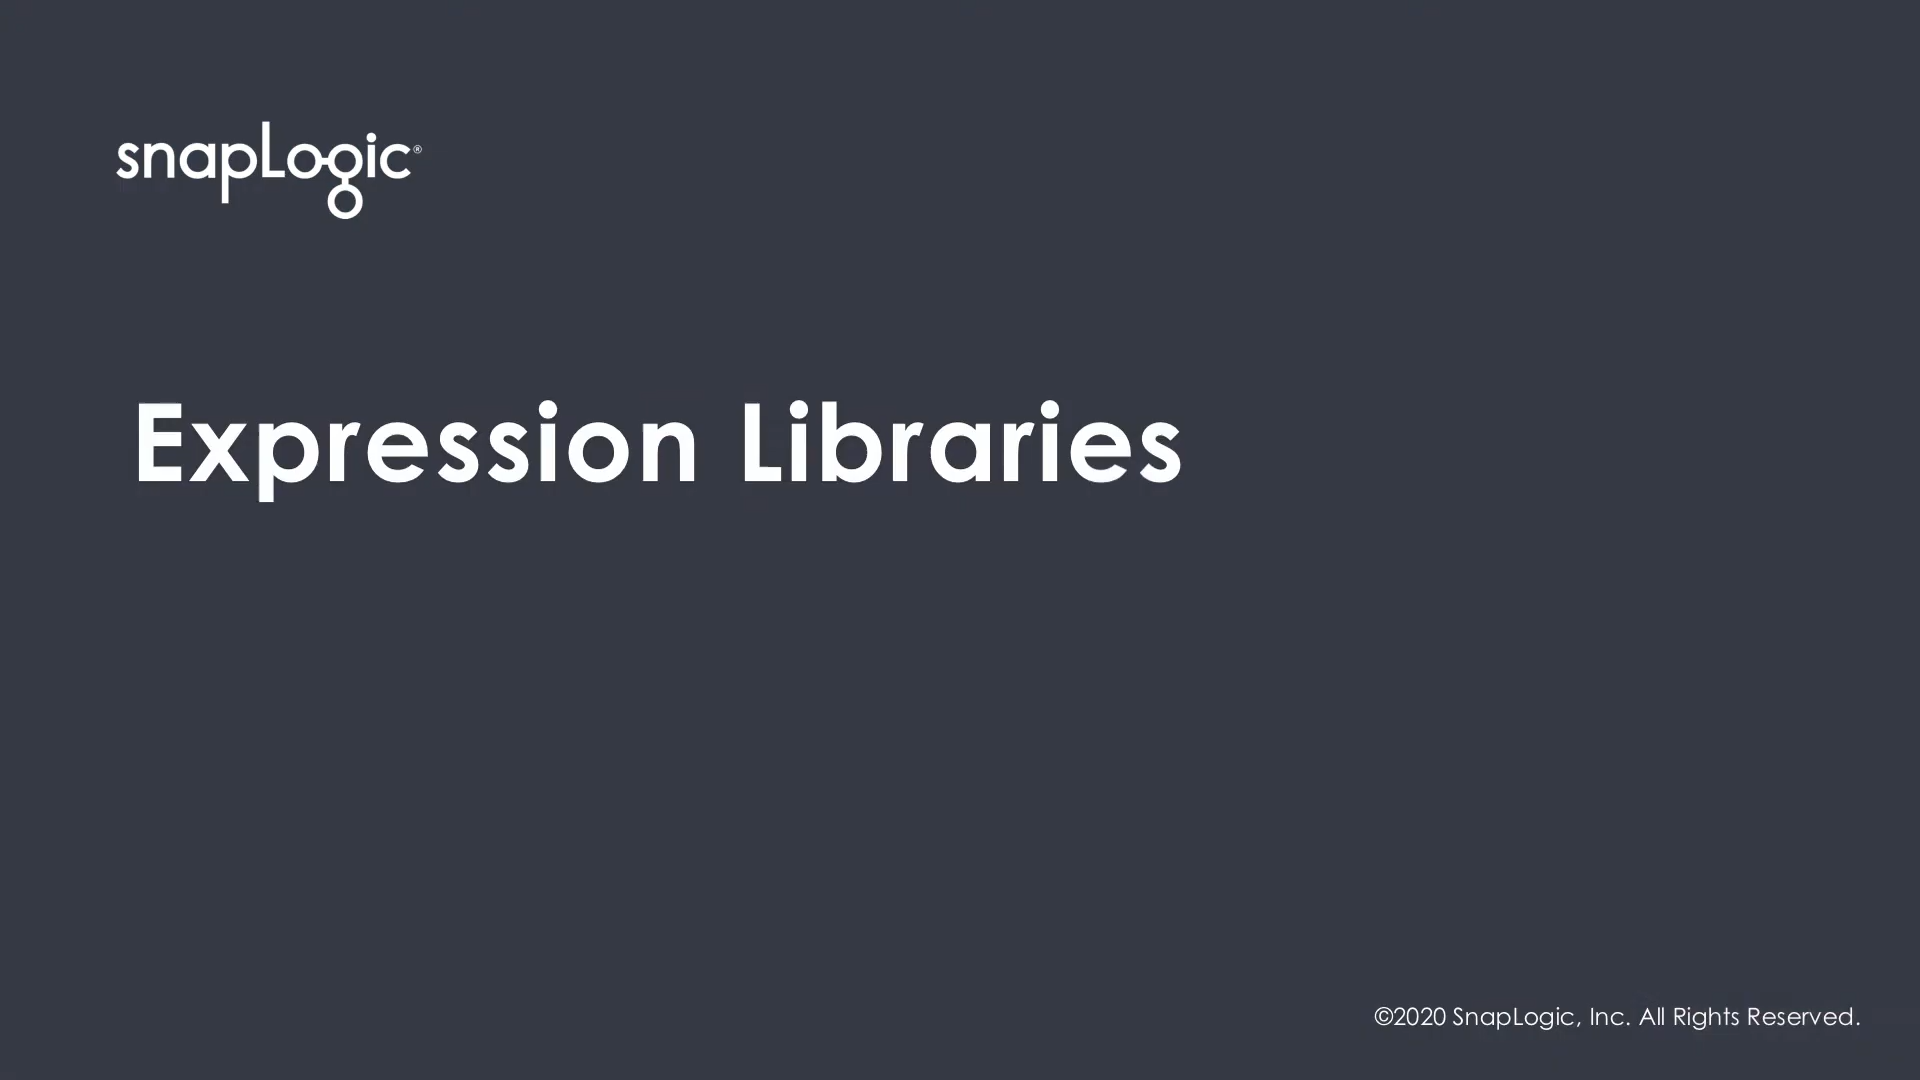 snapLogic®
Expression Libraries
©2020 SnapLogic, Inc. All Rights Reserved.